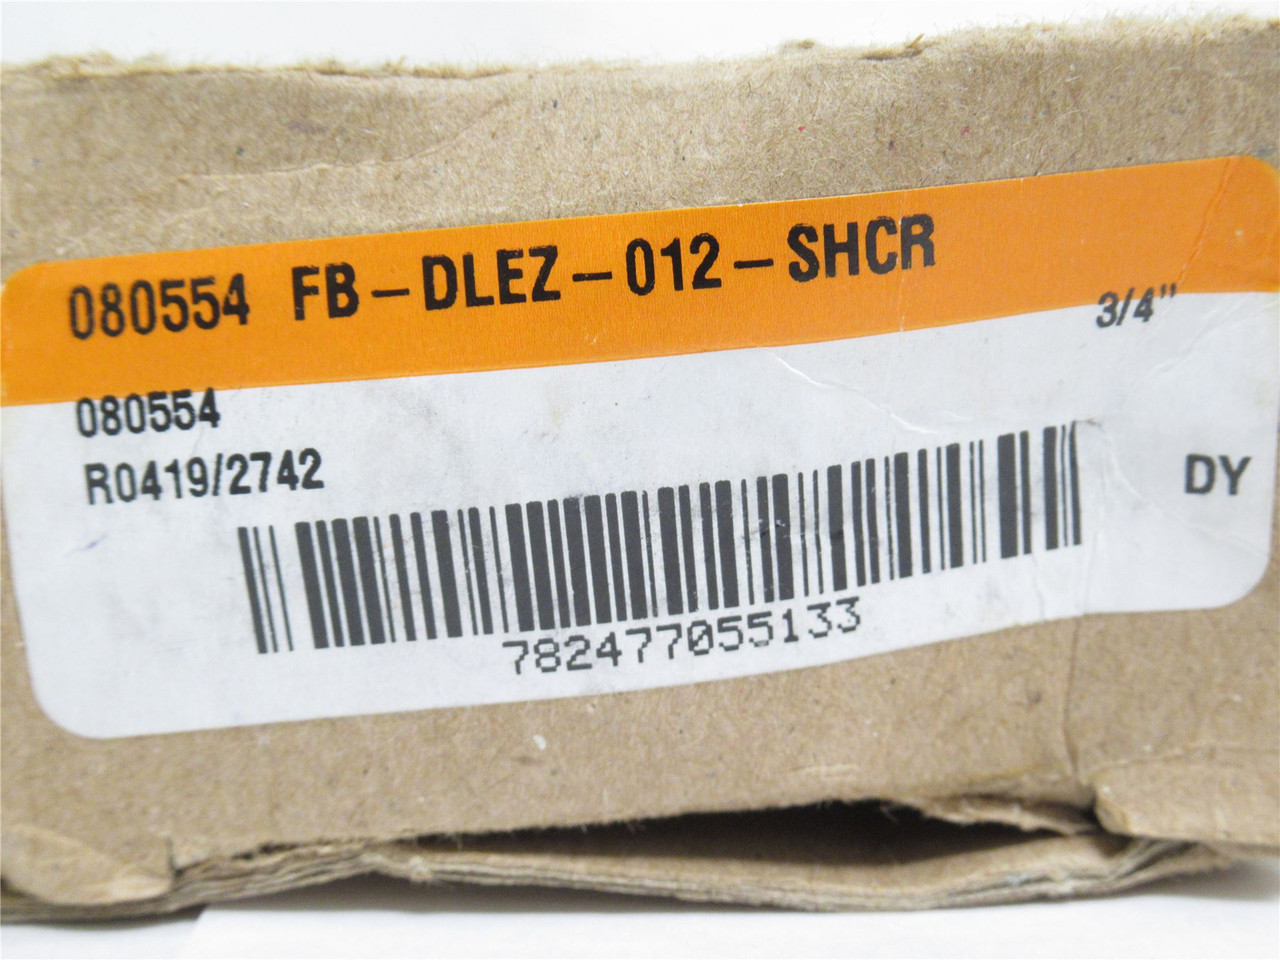 080554 FB-DLEZ-012-SHCR
3/4"
080554
R0419/2742
DY
782477055133